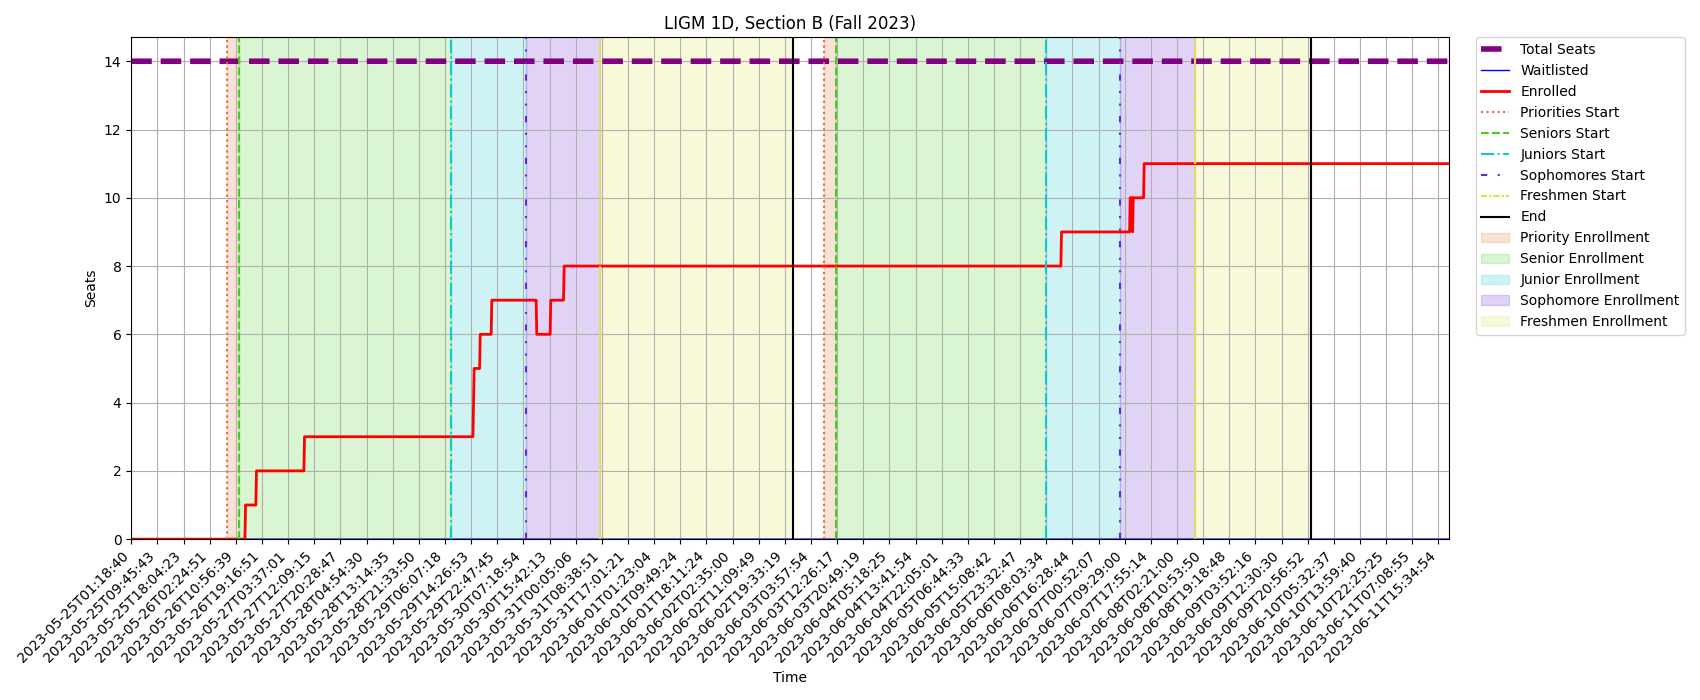 LIGM 1D, Section B (Fall 2023)
Seats
14
12
10
8
6
4
2
0
2023-05-25T01:18:40
2023-05-25T09:45:43
2023-05-25T18:04:23
2023-05-26T02:24:51
2023-05-26T10:56:39
2023-05-26T19:16:51
2023-05-27T03:37:01
2023-05-27T12:09:15
2023-05-27T20:28:47
2023-05-28T04:54:30
2023-05-28T13:14:35
2023-05-28T21:33:50
2023-05-29T06:07:18
2023-05-29T14:26:53
2023-05-29T22:47:45
2023-05-30T07:18:54
2023-05-30T15:42:13
2023-05-31T00:05:06
2023-05-31T08:38:51
2023-05-31T17:01:21
2023-06-01T01:23:04
2023-06-01T09:49:24
2023-06-01T18:11:24
2023-06-02T02:35:00
2023-06-02T11:09:49
2023-06-02T19:33:19
2023-06-03T03:57:54
2023-06-03T12:26:17
2023-06-03T20:49:19
2023-06-04T05:18:25
2023-06-04T13:41:54
2023-06-04T22:05:01
2023-06-05T06:44:33
2023-06-05T15:08:42
2023-06-05T23:32:47
2023-06-06T08:03:34
2023-06-06T16:28:44
2023-06-07T00:52:07
2023-06-07T09:29:00
2023-06-07T17:55:14
2023-06-08T02:21:00
2023-06-08T10:53:50
2023-06-08T19:18:48
2023-06-09T03:52:16
2023-06-09T12:30:30
2023-06-09T20:56:52
2023-06-10T05:32:37
2023-06-10T13:59:40
2023-06-10T22:25:25
2023-06-11T07:08:55
2023-06-11T15:34:54
Time
Total Seats
Waitlisted
Enrolled
Priorities Start
Seniors Start
Juniors Start
Sophomores Start
Freshmen Start
End
Priority Enrollment
Senior Enrollment
Junior Enrollment
Sophomore Enrollment
Freshmen Enrollment